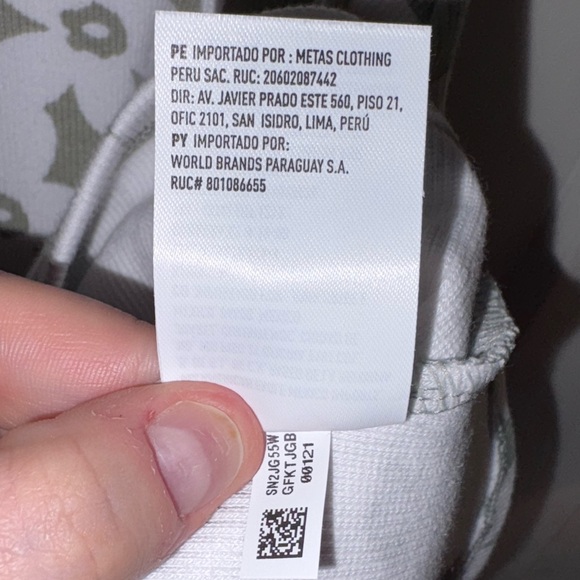 PE IMPORTADO POR : METAS CLOTHING
PERU SAC. RUC: 20602087442
DIR: AV. JAVIER PRADO ESTE 560, PISO 21,
OFIC 2101, SAN ISIDRO, LIMA, PERÚ
PY IMPORTADO POR:
WORLD BRANDS PARAGUAY S.A.
RUC# 801086655
SN2JG55W
GFKTJGB
00121